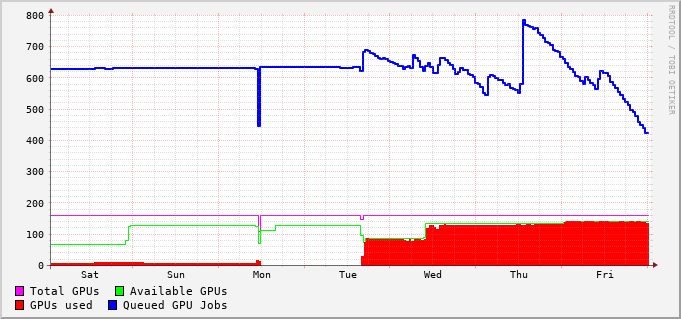 800
700
600
500
400
300
200
100
0
Sat Sun Mon Tue Wed Thu Fri
Total GPUs Available GPUs
GPUs used Queued GPU Jobs
RRDTOOL / TOBI OETIKER